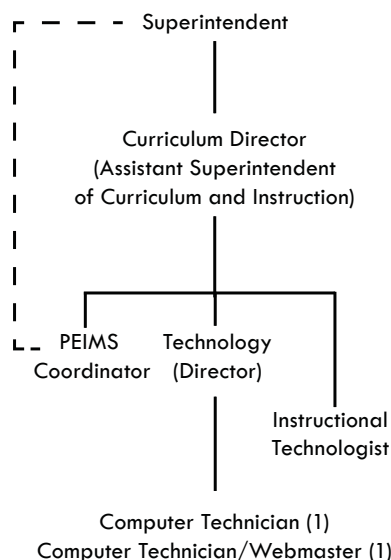 Superintendent
Curriculum Director
(Assistant Superintendent
of Curriculum and Instruction)
PEIMS
Coordinator
Technology
(Director)
Instructional
Technologist
Computer Technician (1)
Computer Technician/Webmaster (1)